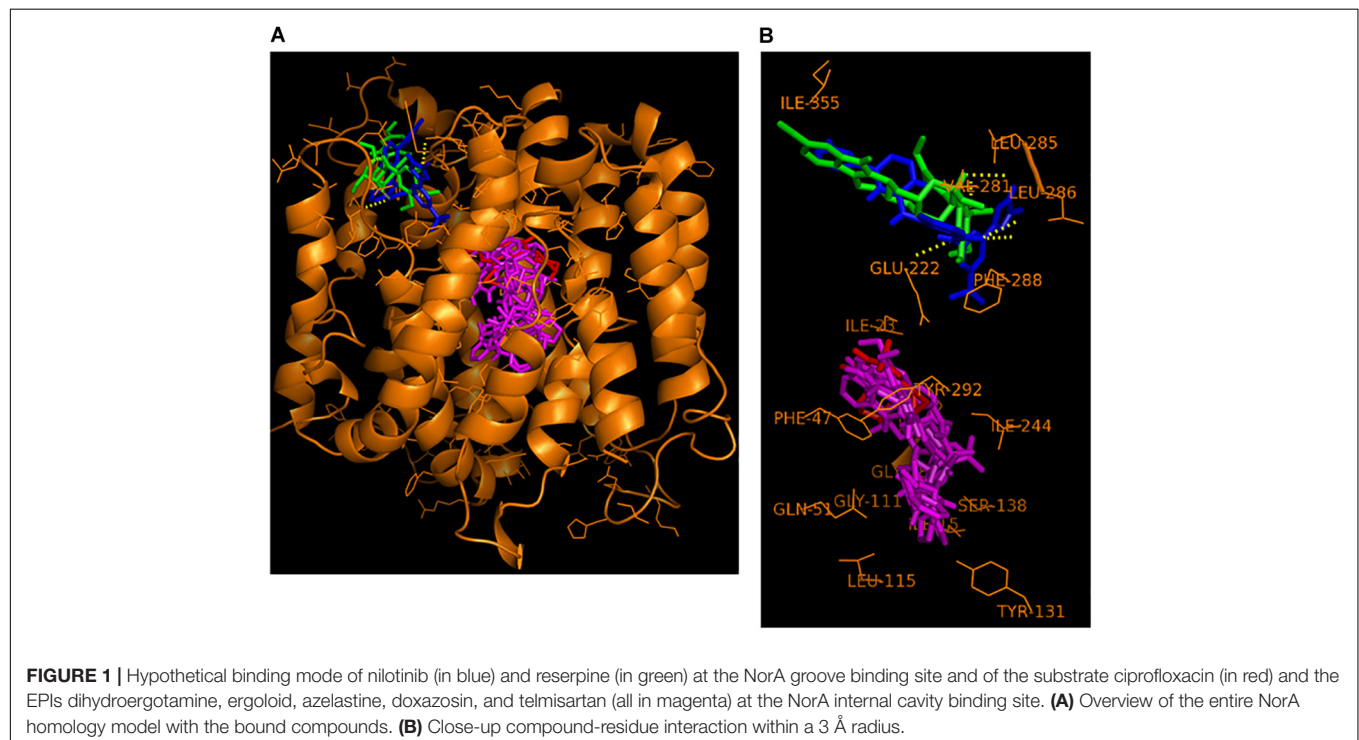 A
B
ILE-355
LEU-285
VAL-281
LEU-286
GLU-222
PHE-288
ILE-23
TYR-292
PHE-47
ILE-244
GLY-111
GLN-51
SER-138
LEU-115
TYR-131
FIGURE 1 | Hypothetical binding mode of nilotinib (in blue) and reserpine (in green) at the NorA groove binding site and of the substrate ciprofloxacin (in red) and the
EPIs dihydroergotamine, ergoloid, azelastine, doxazosin, and telmisartan (all in magenta) at the NorA internal cavity binding site. (A) Overview of the entire NorA
homology model with the bound compounds. (B) Close-up compound-residue interaction within a 3 Å radius.